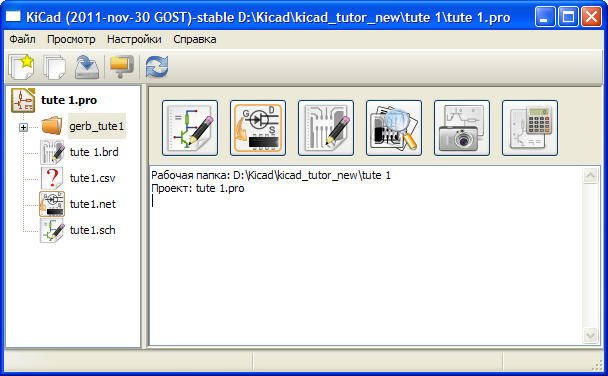 KiCad (2011-nov-30 GOST)-stable D:\Kicad\kicad_tutor_new\tute 1\tute 1.pro
Файл Просмотр Настройки Справка
tute 1.pro
gerb_tute1
tute 1.brd
tute1.csv
tute1.net
tute1.sch
G D S
Рабочая папка: D:\Kicad\kicad_tutor_new\tute 1
Проект: tute 1.pro